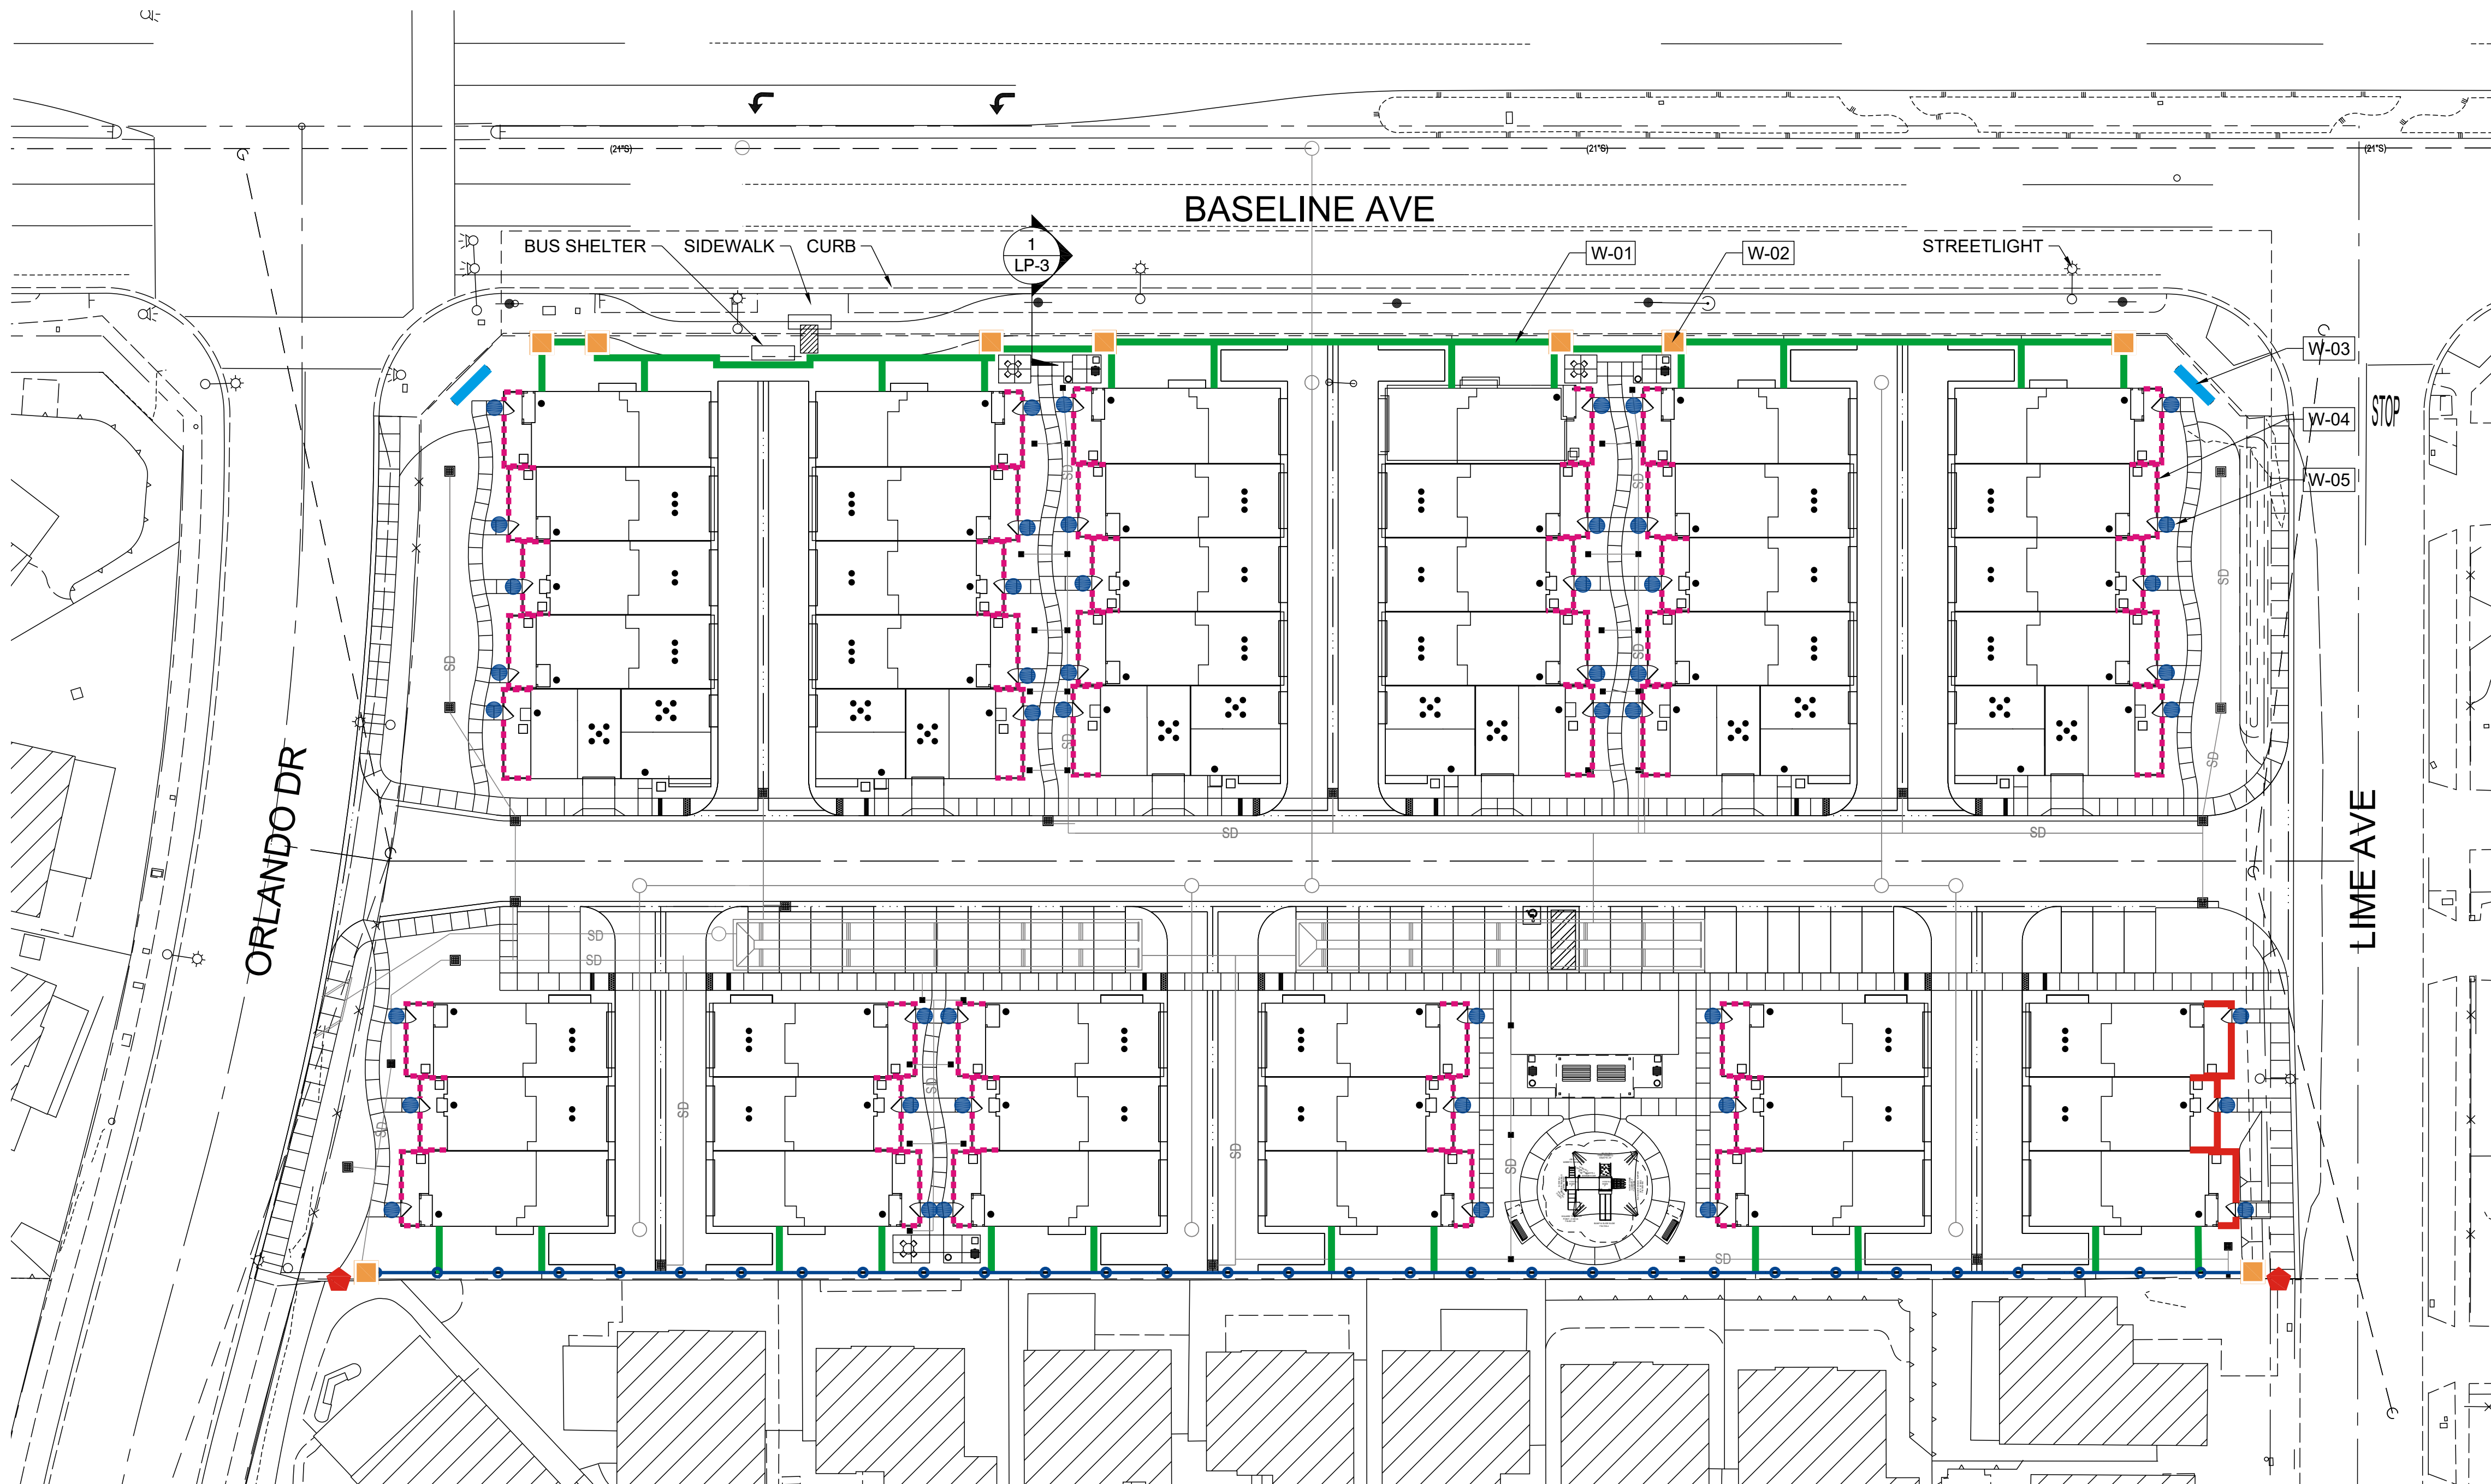 (21"S)
(21"S)
(21"S)
BASELINE AVE
BUS SHELTER
SIDEWALK
CURB
1
LP-3
W-01
W-02
STREETLIGHT
W-03
STOP
W-04
W-05
SD
SD
SD
SD
SD
SD
SD
SD
SD
SD
ORLANDO DR
LIME AVE
SD
SD
SD
SD
SD
SD
SD
SD